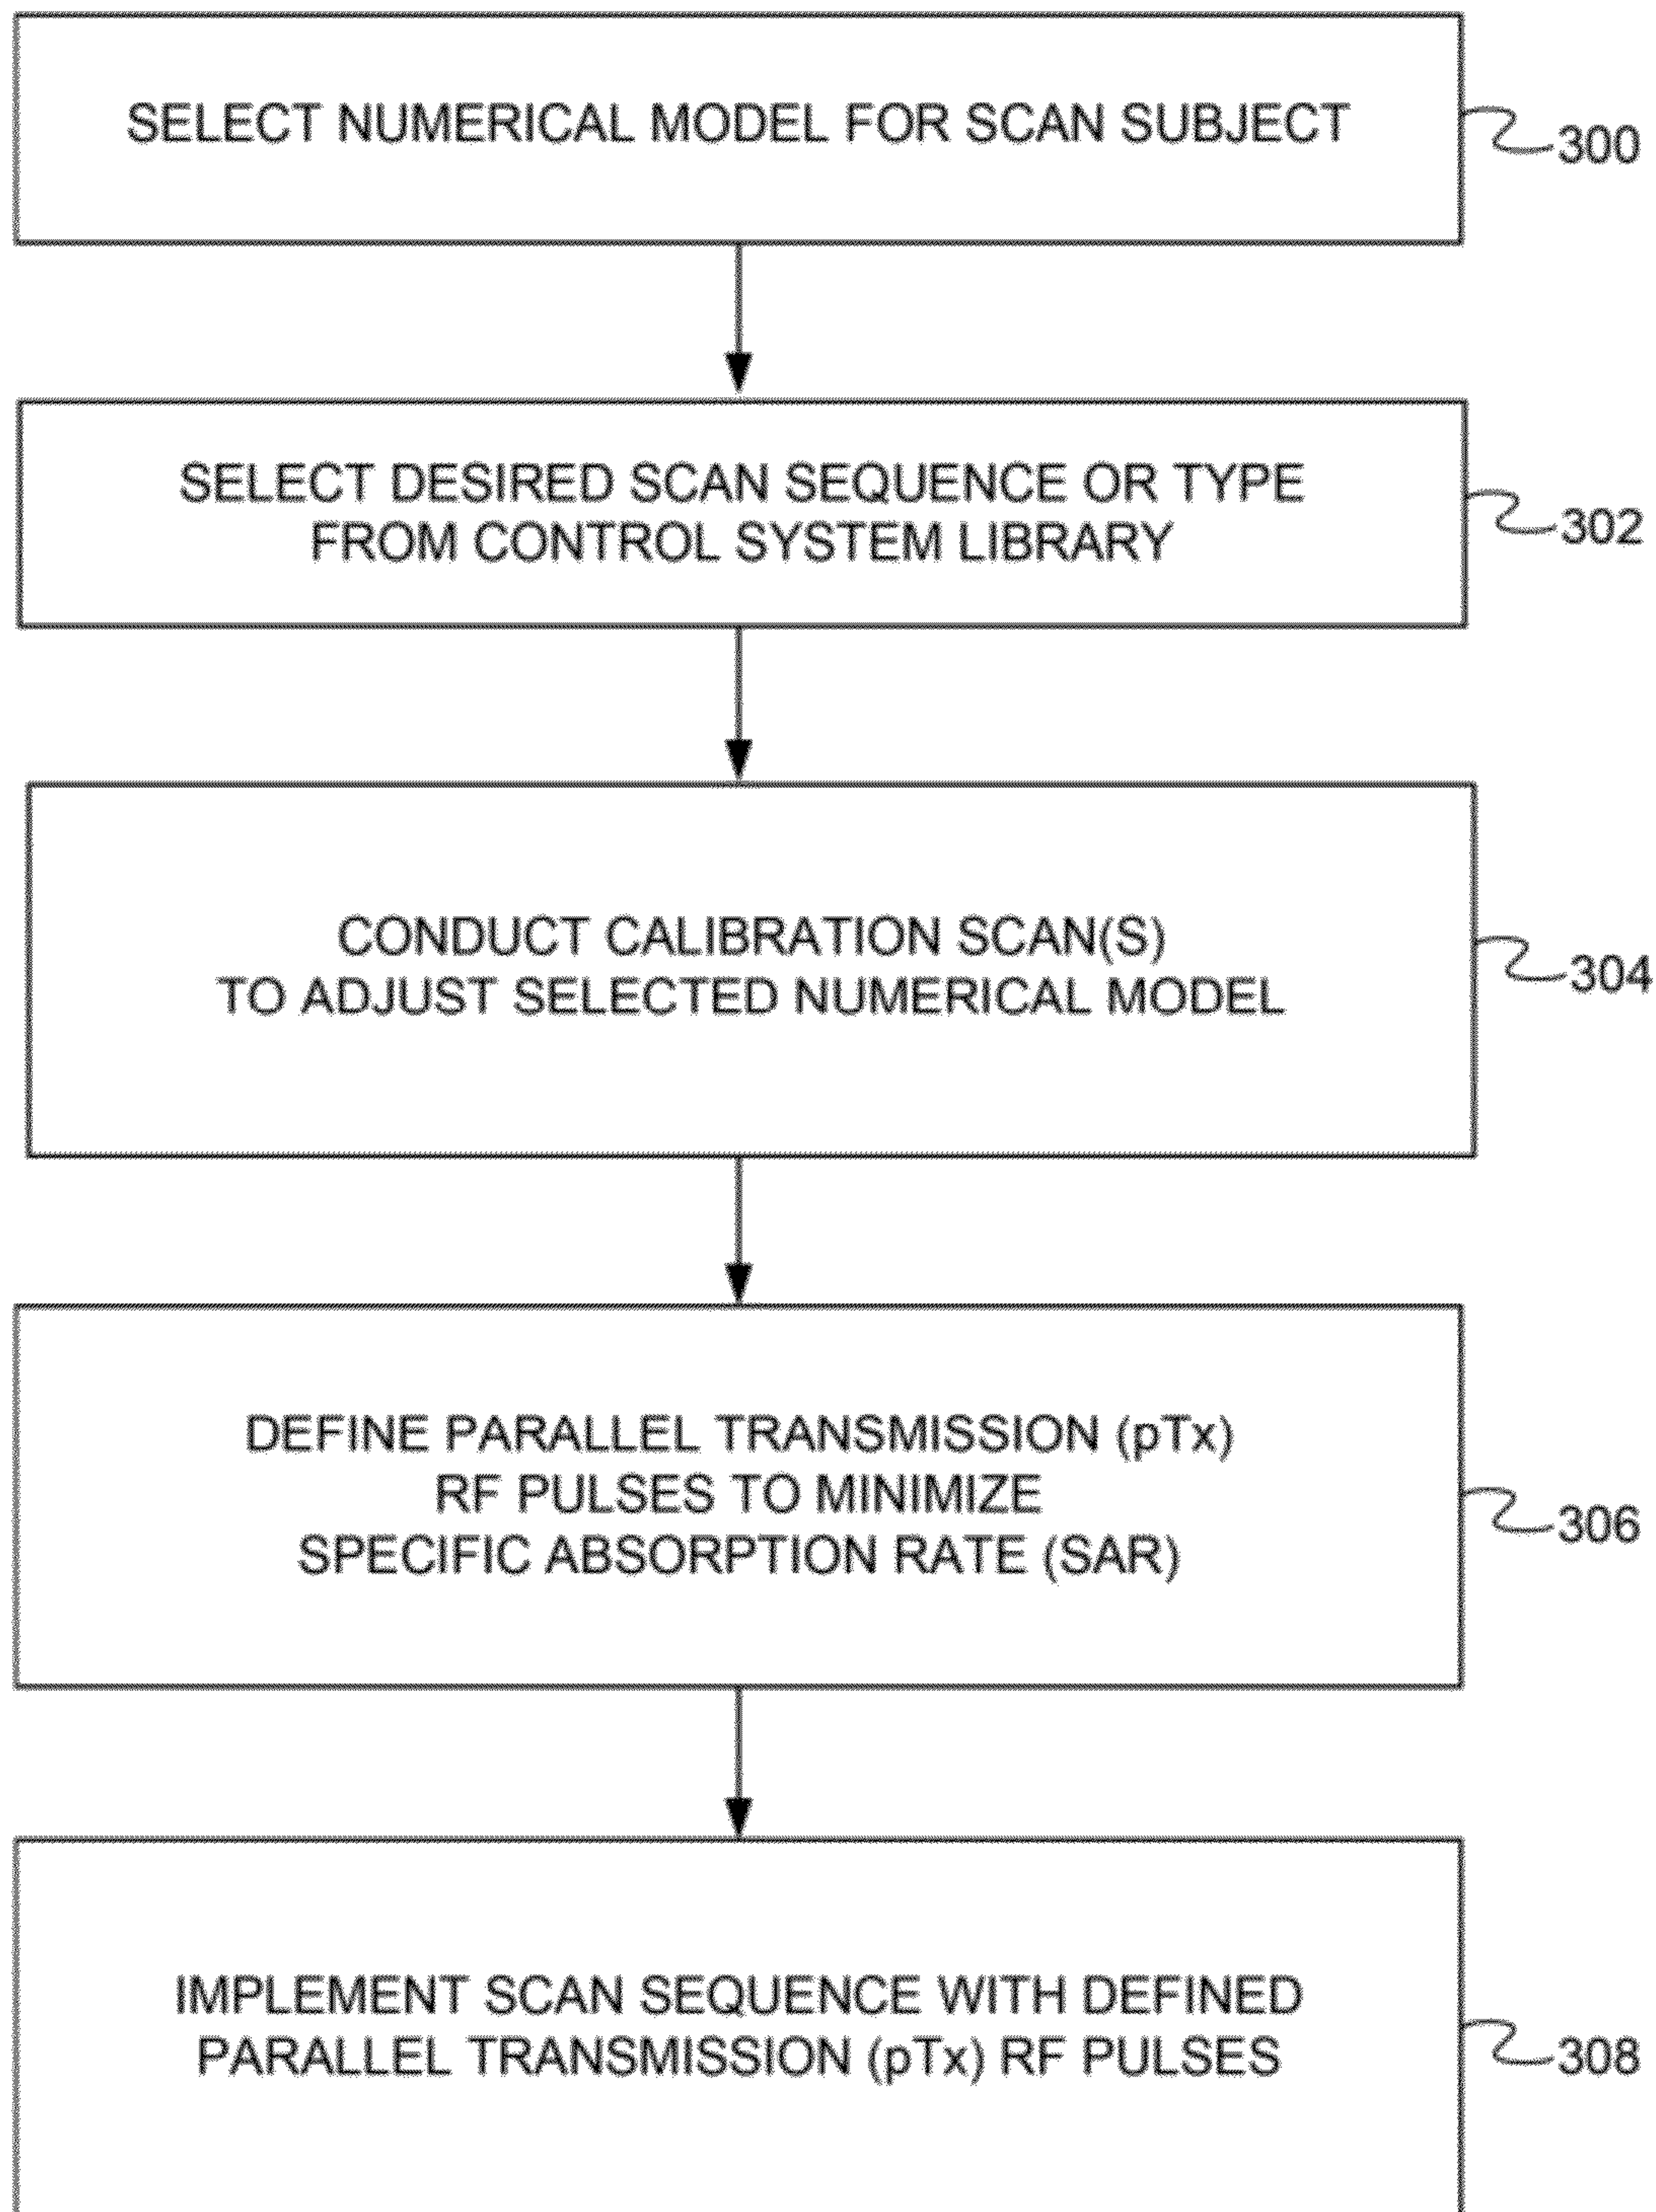 SELECT NUMERICAL MODEL FOR SCAN SUBJECT
300
SELECT DESIRED SCAN SEQUENCE OR TYPE
FROM CONTROL SYSTEM LIBRARY
302
CONDUCT CALIBRATION SCAN(S)
TO ADJUST SELECTED NUMERICAL MODEL
304
DEFINE PARALLEL TRANSMISSION (pTx)
RF PULSES TO MINIMIZE
SPECIFIC ABSORPTION RATE (SAR)
306
IMPLEMENT SCAN SEQUENCE WITH DEFINED
PARALLEL TRANSMISSION (pTx) RF PULSES
308